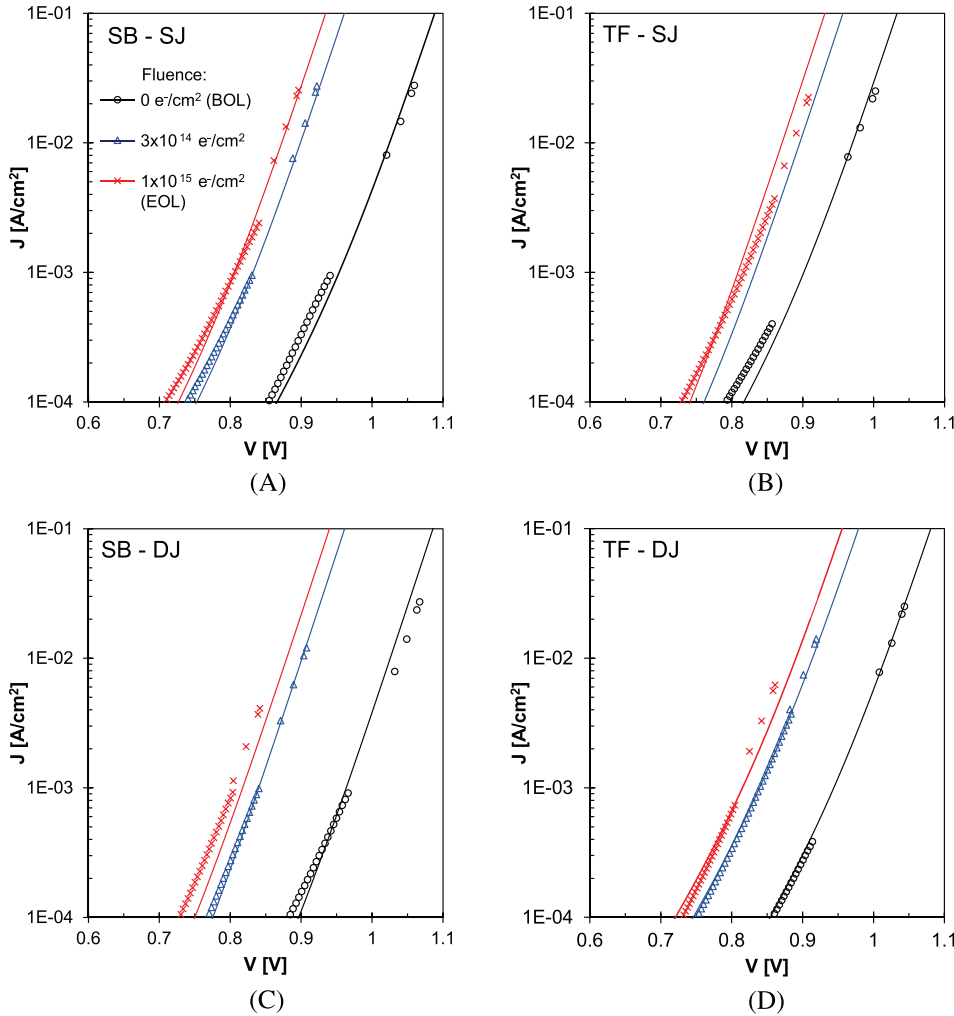 SB - SJ
Fluence:
0 e⁻/cm² (BOL)
3x10¹⁴ e⁻/cm²
1x10¹⁵ e⁻/cm²
(EOL)
1E-01
1E-02
1E-03
1E-04
J [A/cm²]
0.6 0.7 0.8 0.9 1 1.1
V [V]
(A)
TF - SJ
1E-01
1E-02
1E-03
1E-04
J [A/cm²]
0.6 0.7 0.8 0.9 1 1.1
V [V]
(B)
SB - DJ
1E-01
1E-02
1E-03
1E-04
J [A/cm²]
0.6 0.7 0.8 0.9 1 1.1
V [V]
(C)
TF - DJ
1E-01
1E-02
1E-03
1E-04
J [A/cm²]
0.6 0.7 0.8 0.9 1 1.1
V [V]
(D)